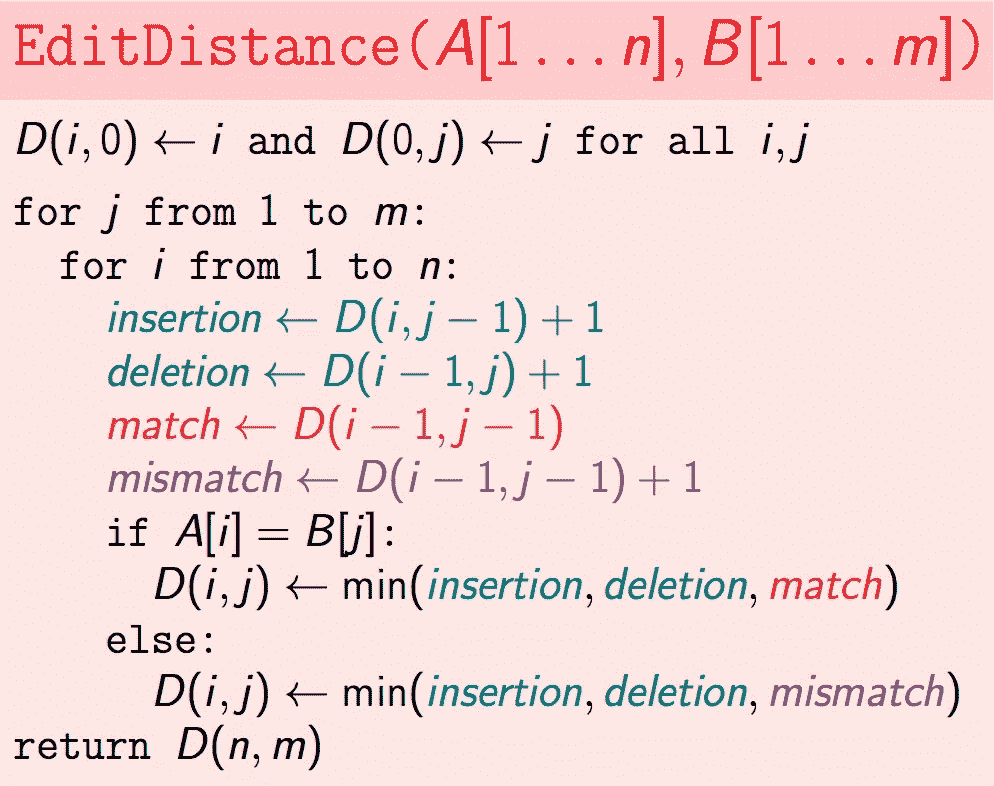 EditDistance(A[1...n], B[1...m])
D(i,0) ← i and D(0,j) ← j for all i,j
for j from 1 to m:
for i from 1 to n:
insertion ← D(i,j − 1) + 1
deletion ← D(i − 1,j) + 1
match ← D(i − 1,j − 1)
mismatch ← D(i − 1,j − 1) + 1
if A[i] = B[j]:
D(i,j) ← min(insertion, deletion, match)
else:
D(i,j) ← min(insertion, deletion, mismatch)
return D(n,m)